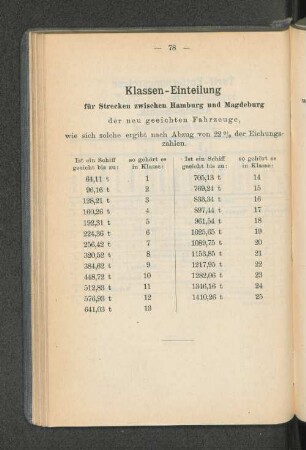 — 78 —
Klassen-Einteilung
für Strecken zwischen Hamburg und Magdeburg
der neu geeichten Fahrzeuge,
wie sich solche ergibt nach Abzug von 22 % der Eichungs-
zahlen.
Ist ein Schiff geeicht bis zu: so gehört es in Klasse: Ist ein Schiff geeicht bis zu: so gehört es in Klasse:
64,11 t 1 705,13 t 14
96,16 t 2 769,21 t 15
128,21 t 3 833,34 t 16
160,26 t 4 897,44 t 17
192,31 t 5 961,54 t 18
224,36 t 6 1025,65 t 19
256,42 t 7 1089,75 t 20
320,52 t 8 1153,85 t 21
384,62 t 9 1217,95 t 22
448,72 t 10 1282,06 t 23
512,83 t 11 1346,16 t 24
576,93 t 12 1410,26 t 25
641,03 t 13